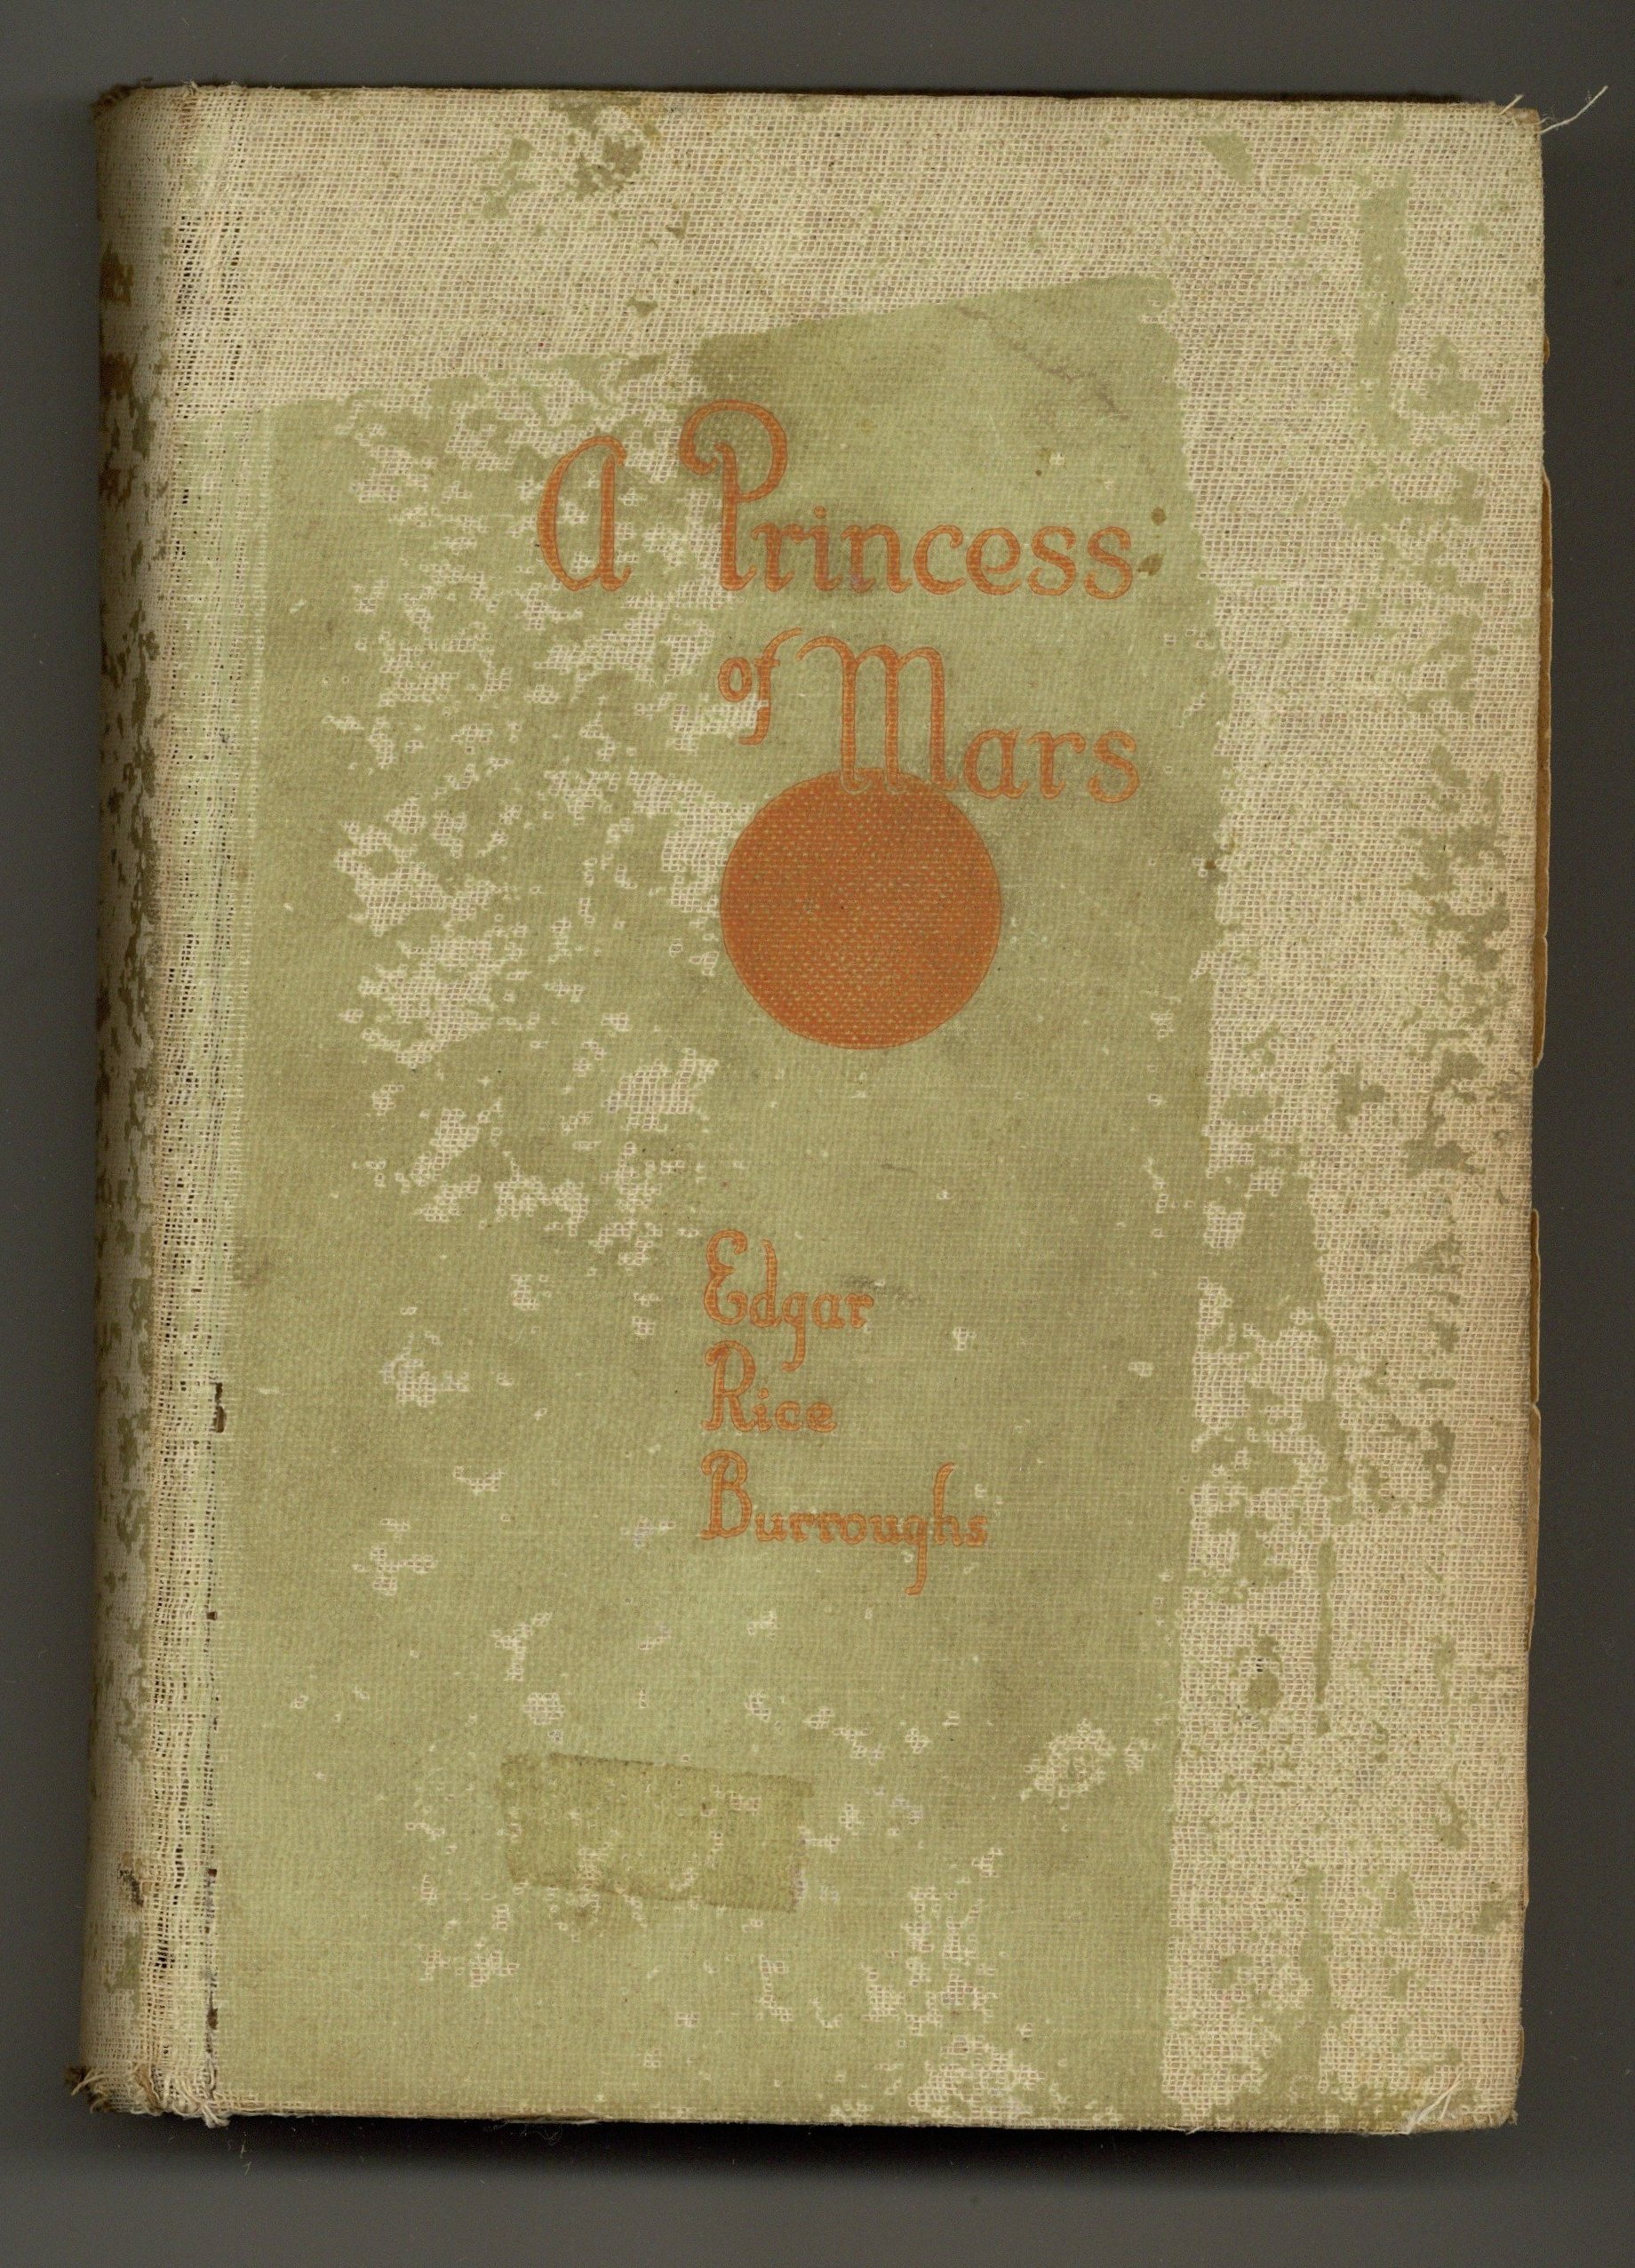 A Princess
of Mars
Edgar
Rice
Burroughs